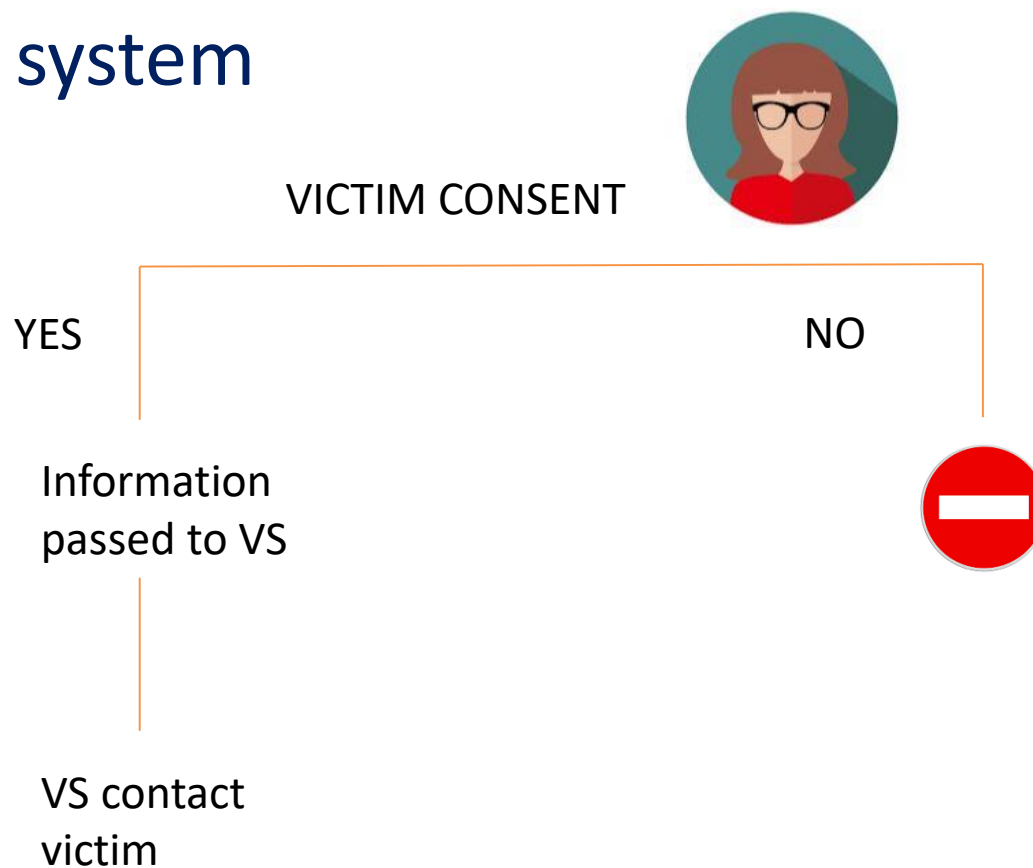 system
VICTIM CONSENT
YES
NO
Information
passed to VS
VS contact
victim